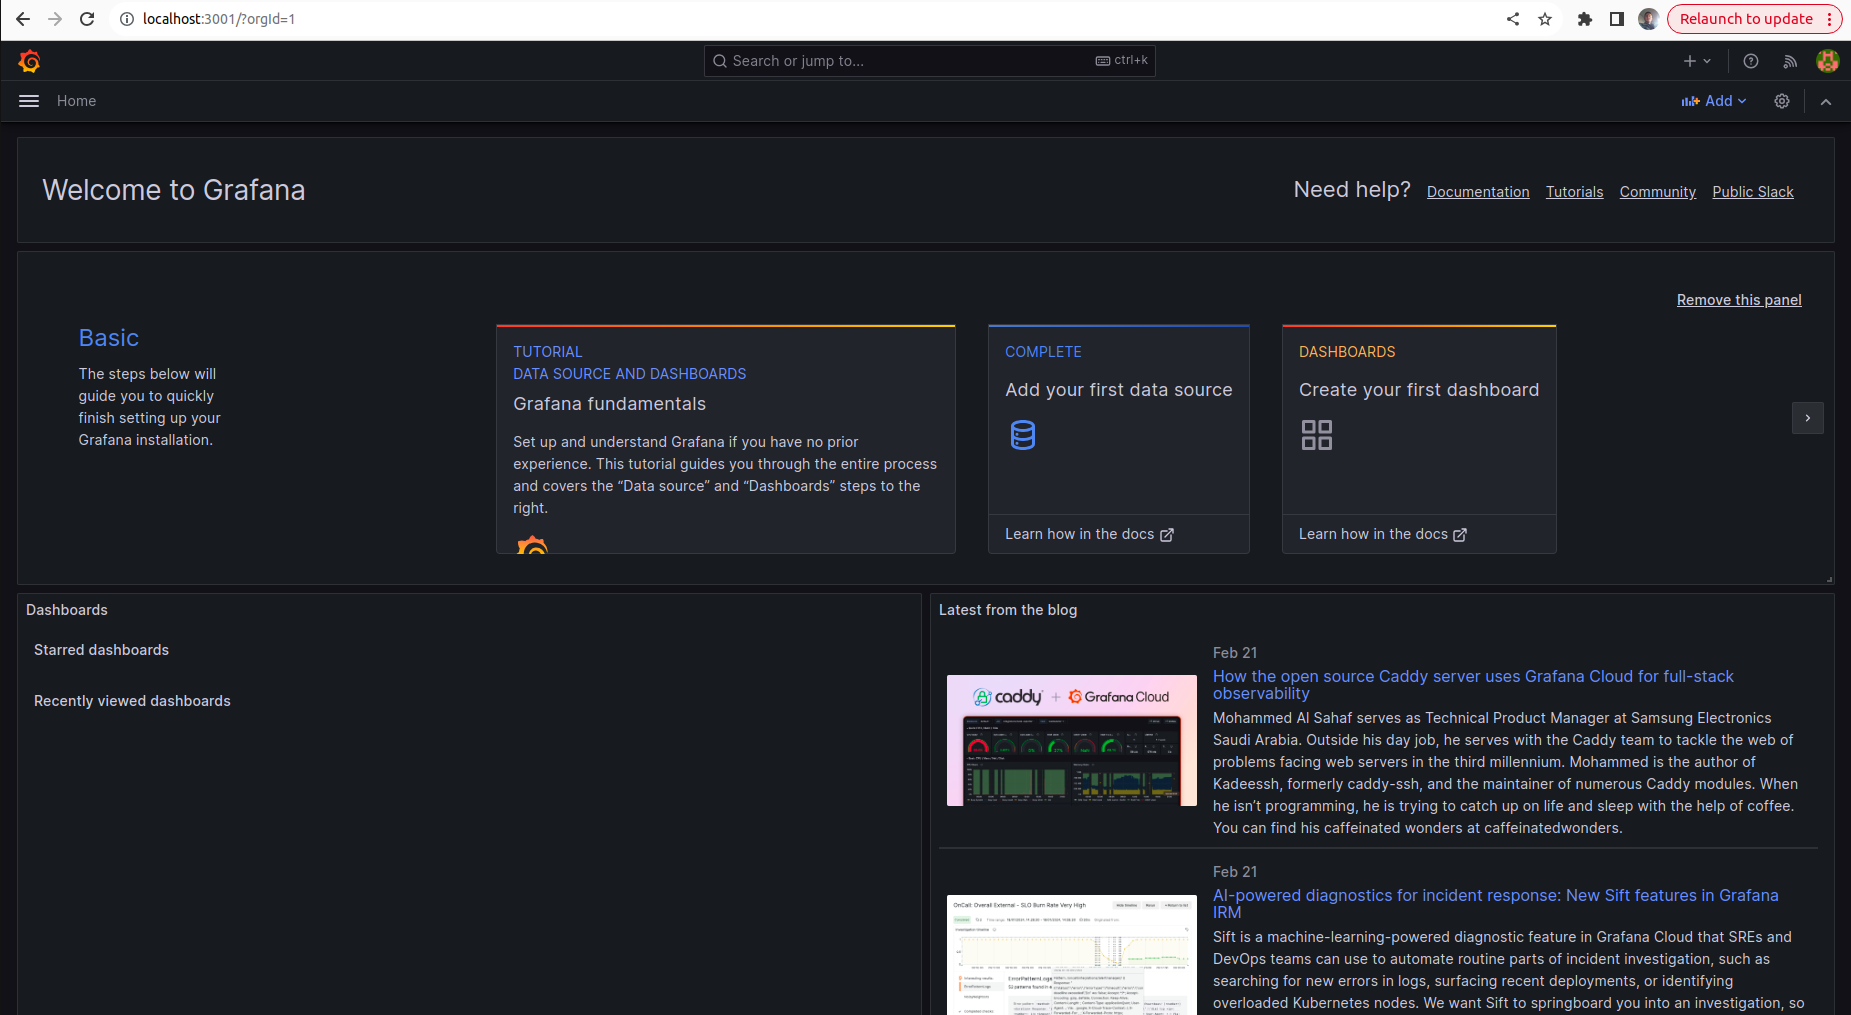 localhost:3001/?orgId=1
Relaunch to update
Search or jump to...
ctrl+k
Home
Add
Welcome to Grafana
Need help?
Documentation
Tutorials
Community
Public Slack
Remove this panel
Basic
The steps below will
guide you to quickly
finish setting up your
Grafana installation.
TUTORIAL
DATA SOURCE AND DASHBOARDS
Grafana fundamentals
Set up and understand Grafana if you have no prior
experience. This tutorial guides you through the entire process
and covers the “Data source” and “Dashboards” steps to the
right.
COMPLETE
Add your first data source
Learn how in the docs
DASHBOARDS
Create your first dashboard
Learn how in the docs
Dashboards
Starred dashboards
Recently viewed dashboards
Latest from the blog
caddy + Grafana Cloud
Feb 21
How the open source Caddy server uses Grafana Cloud for full-stack
observability
Mohammed Al Sahaf serves as Technical Product Manager at Samsung Electronics
Saudi Arabia. Outside his day job, he serves with the Caddy team to tackle the web of
problems facing web servers in the third millennium. Mohammed is the author of
Kadeessh, formerly caddy-ssh, and the maintainer of numerous Caddy modules. When
he isn’t programming, he is trying to catch up on life and sleep with the help of coffee.
You can find his caffeinated wonders at caffeinatedwonders.
OnCall: Overall External - SLO Burn Rate Very High
Feb 21
AI-powered diagnostics for incident response: New Sift features in Grafana
IRM
Sift is a machine-learning-powered diagnostic feature in Grafana Cloud that SREs and
DevOps teams can use to automate routine parts of incident investigation, such as
searching for new errors in logs, surfacing recent deployments, or identifying
overloaded Kubernetes nodes. We want Sift to springboard you into an investigation, so